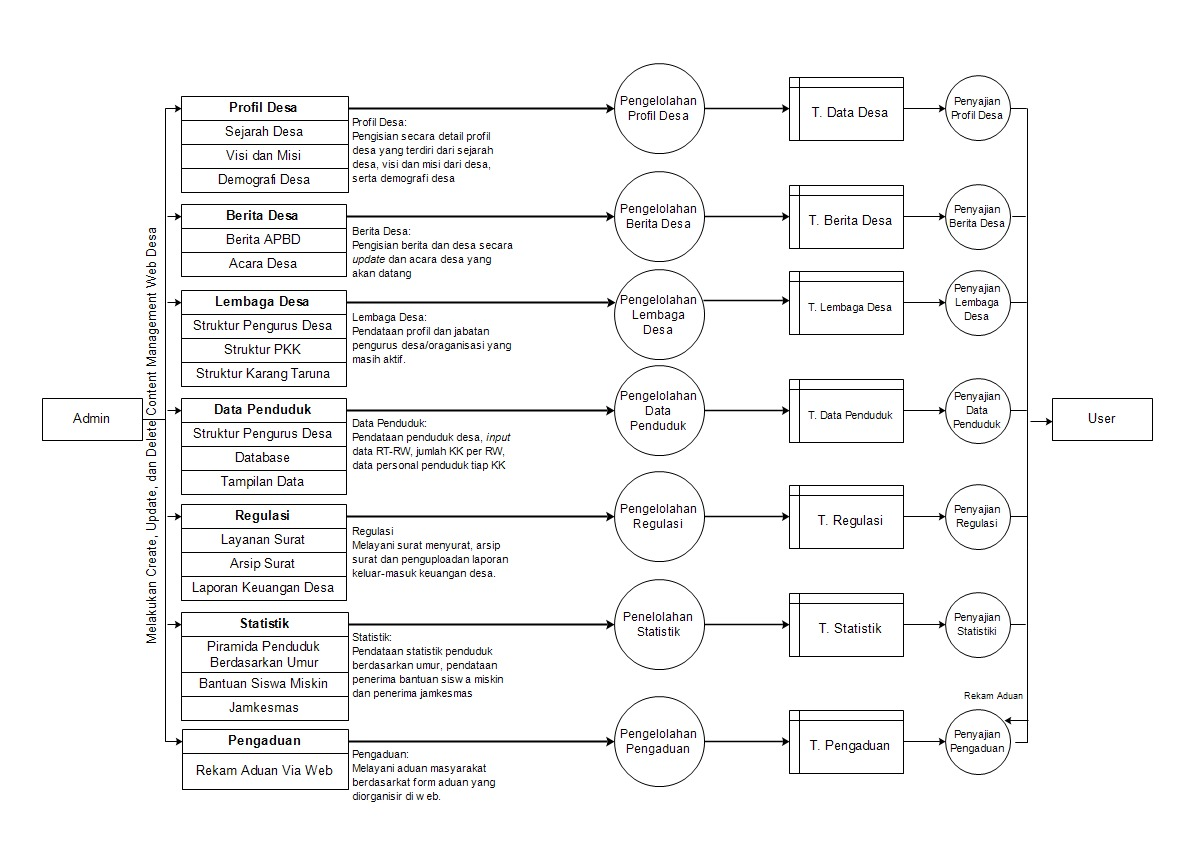 Admin
Melakukan Create, Update, dan Delete Content Management Web Desa
Profil Desa
Sejarah Desa
Visi dan Misi
Demografi Desa
Profil Desa:
Pengisian secara detail profil
desa yang terdiri dari sejarah
desa, visi dan misi dari desa,
serta demografi desa
Pengelolahan
Profil Desa
T. Data Desa
Penyajian
Profil Desa
Berita Desa
Berita APBD
Acara Desa
Berita Desa:
Pengisian berita dan desa secara
update dan acara desa yang
akan datang
Pengelolahan
Berita Desa
T. Berita Desa
Penyajian
Berita Desa
Lembaga Desa
Struktur Pengurus Desa
Struktur PKK
Struktur Karang Taruna
Lembaga Desa:
Pendataan profil dan jabatan
pengurus desa/oraganisasi yang
masih aktif.
Pengelolahan
Lembaga
Desa
T. Lembaga Desa
Penyajian
Lembaga
Desa
Data Penduduk
Struktur Pengurus Desa
Database
Tampilan Data
Data Penduduk:
Pendataan penduduk desa, input
data RT-RW, jumlah KK per RW,
data personal penduduk tiap KK
Pengelolahan
Data
Penduduk
T. Data Penduduk
Penyajian
Data
Penduduk
User
Regulasi
Layanan Surat
Arsip Surat
Laporan Keuangan Desa
Regulasi
Melayani surat menyurat, arsip
surat dan penguploadan laporan
keluar-masuk keuangan desa.
Pengelolahan
Regulasi
T. Regulasi
Penyajian
Regulasi
Statistik
Piramida Penduduk
Berdasarkan Umur
Bantuan Siswa Miskin
Jamkesmas
Statistik:
Pendataan statistik penduduk
berdasarkan umur, pendataan
penerima bantuan siswa miskin
dan penerima jamkesmas
Penelolahan
Statistik
T. Statistik
Penyajian
Statistiki
Rekam Aduan
Pengaduan
Rekam Aduan Via Web
Pengaduan:
Melayani aduan masyarakat
berdasarkat form aduan yang
diorganisir di web.
Pengelolahan
Pengaduan
T. Pengaduan
Penyajian
Pengaduan